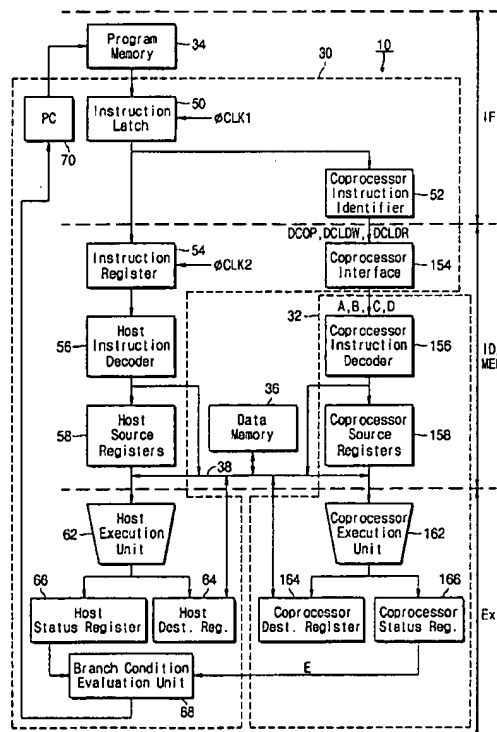 10
Program
Memory
34
30
IF
PC
70
50
Instruction
Latch
øCLK1
Coprocessor
Instruction
Identifier
52
DCOP, DCLDW, DCLDR
54
Instruction
Register
øCLK2
Coprocessor
Interface
154
32
A, B, C, D
56
Host
Instruction
Decoder
Coprocessor
Instruction
Decoder
156
ID/
36
58
Host
Source
Registers
Data
Memory
Coprocessor
Source
Registers
158
38
62
Host
Execution
Unit
Coprocessor
Execution
Unit
162
66
64
164
166
Host
Status Register
Host
Dest. Reg.
Coprocessor
Dest. Register
Coprocessor
Status Reg.
Ex
Branch Condition
Evaluation Unit
68
E